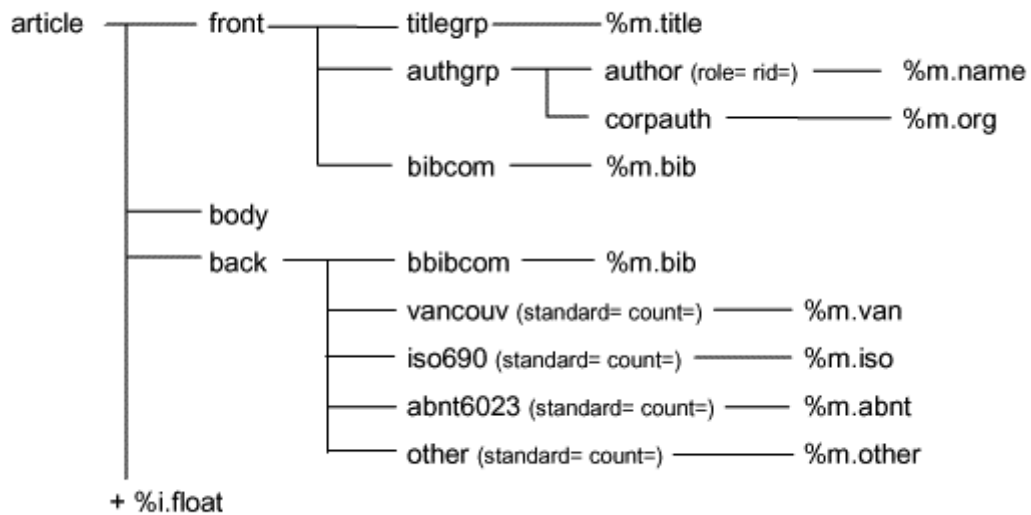 article front titlegrp %m.title
authgrp author (role= rid=) %m.name
corpauth %m.org
bibcom %m.bib
body
back bbibcom %m.bib
vancouv (standard= count=) %m.van
iso690 (standard= count=) %m.iso
abnt6023 (standard= count=) %m.abnt
other (standard= count=) %m.other
+ %i.float